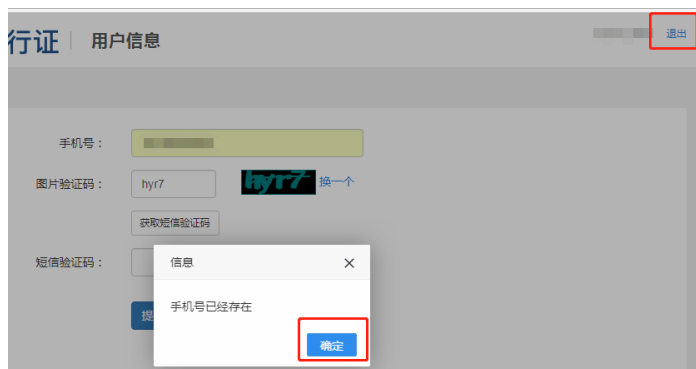 行证 用户信息 退出
手机号：
图片验证码： hyr7 hyr7 换一个
获取短信验证码
短信验证码：
信息
手机号已经存在
提
确定